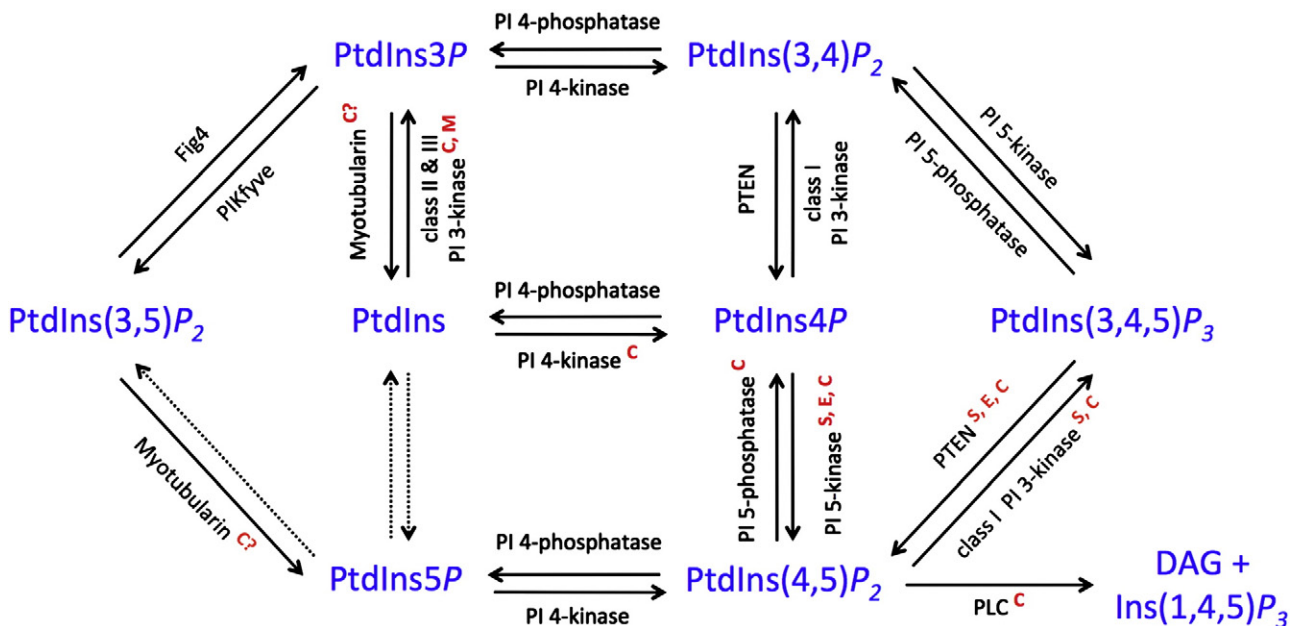 PI 4-phosphatase
PtdIns3P
PtdIns(3,4)P2
PI 4-kinase
Fig4
PIKfyve
Myotubularin C?
class II & III
PI 3-kinase C, M
PTEN
class I
PI 3-kinase
PI 5-kinase
PI 5-phosphatase
PtdIns(3,5)P2
PtdIns
PI 4-phosphatase
PI 4-kinase C
PtdIns4P
PtdIns(3,4,5)P3
Myotubularin C?
PI 5-phosphatase C
PI 5-kinase S, E, C
PTEN S, E, C
class I PI 3-kinase S, C
PtdIns5P
PI 4-phosphatase
PI 4-kinase
PtdIns(4,5)P2
PLC C
DAG +
Ins(1,4,5)P3